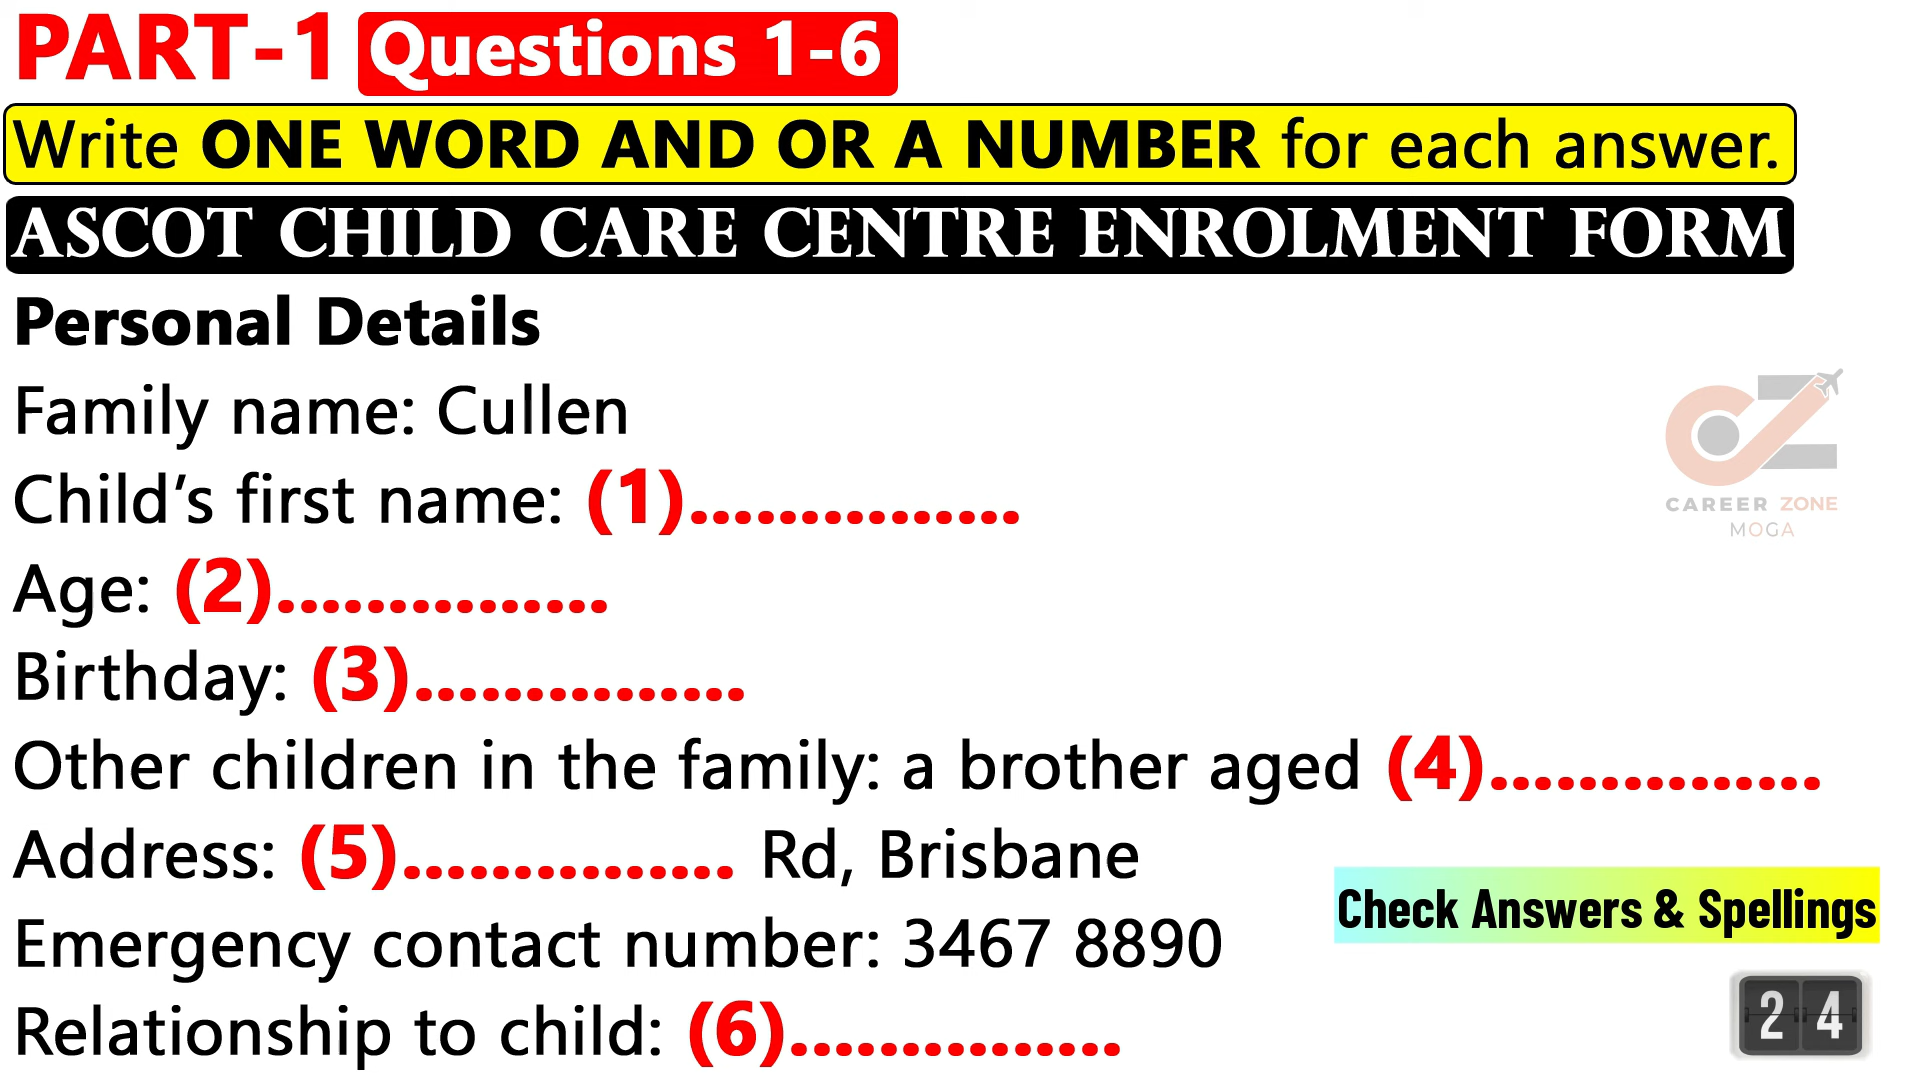 PART-1 Questions 1-6
Write ONE WORD AND OR A NUMBER for each answer.
ASCOT CHILD CARE CENTRE ENROLMENT FORM
Personal Details
Family name: Cullen
Child’s first name: (1)...............
Age: (2)...............
Birthday: (3)...............
Other children in the family: a brother aged (4)...............
Address: (5)............... Rd, Brisbane
Emergency contact number: 3467 8890
Relationship to child: (6)...............
CZ
CAREER ZONE
MOGA
Check Answers & Spellings
24